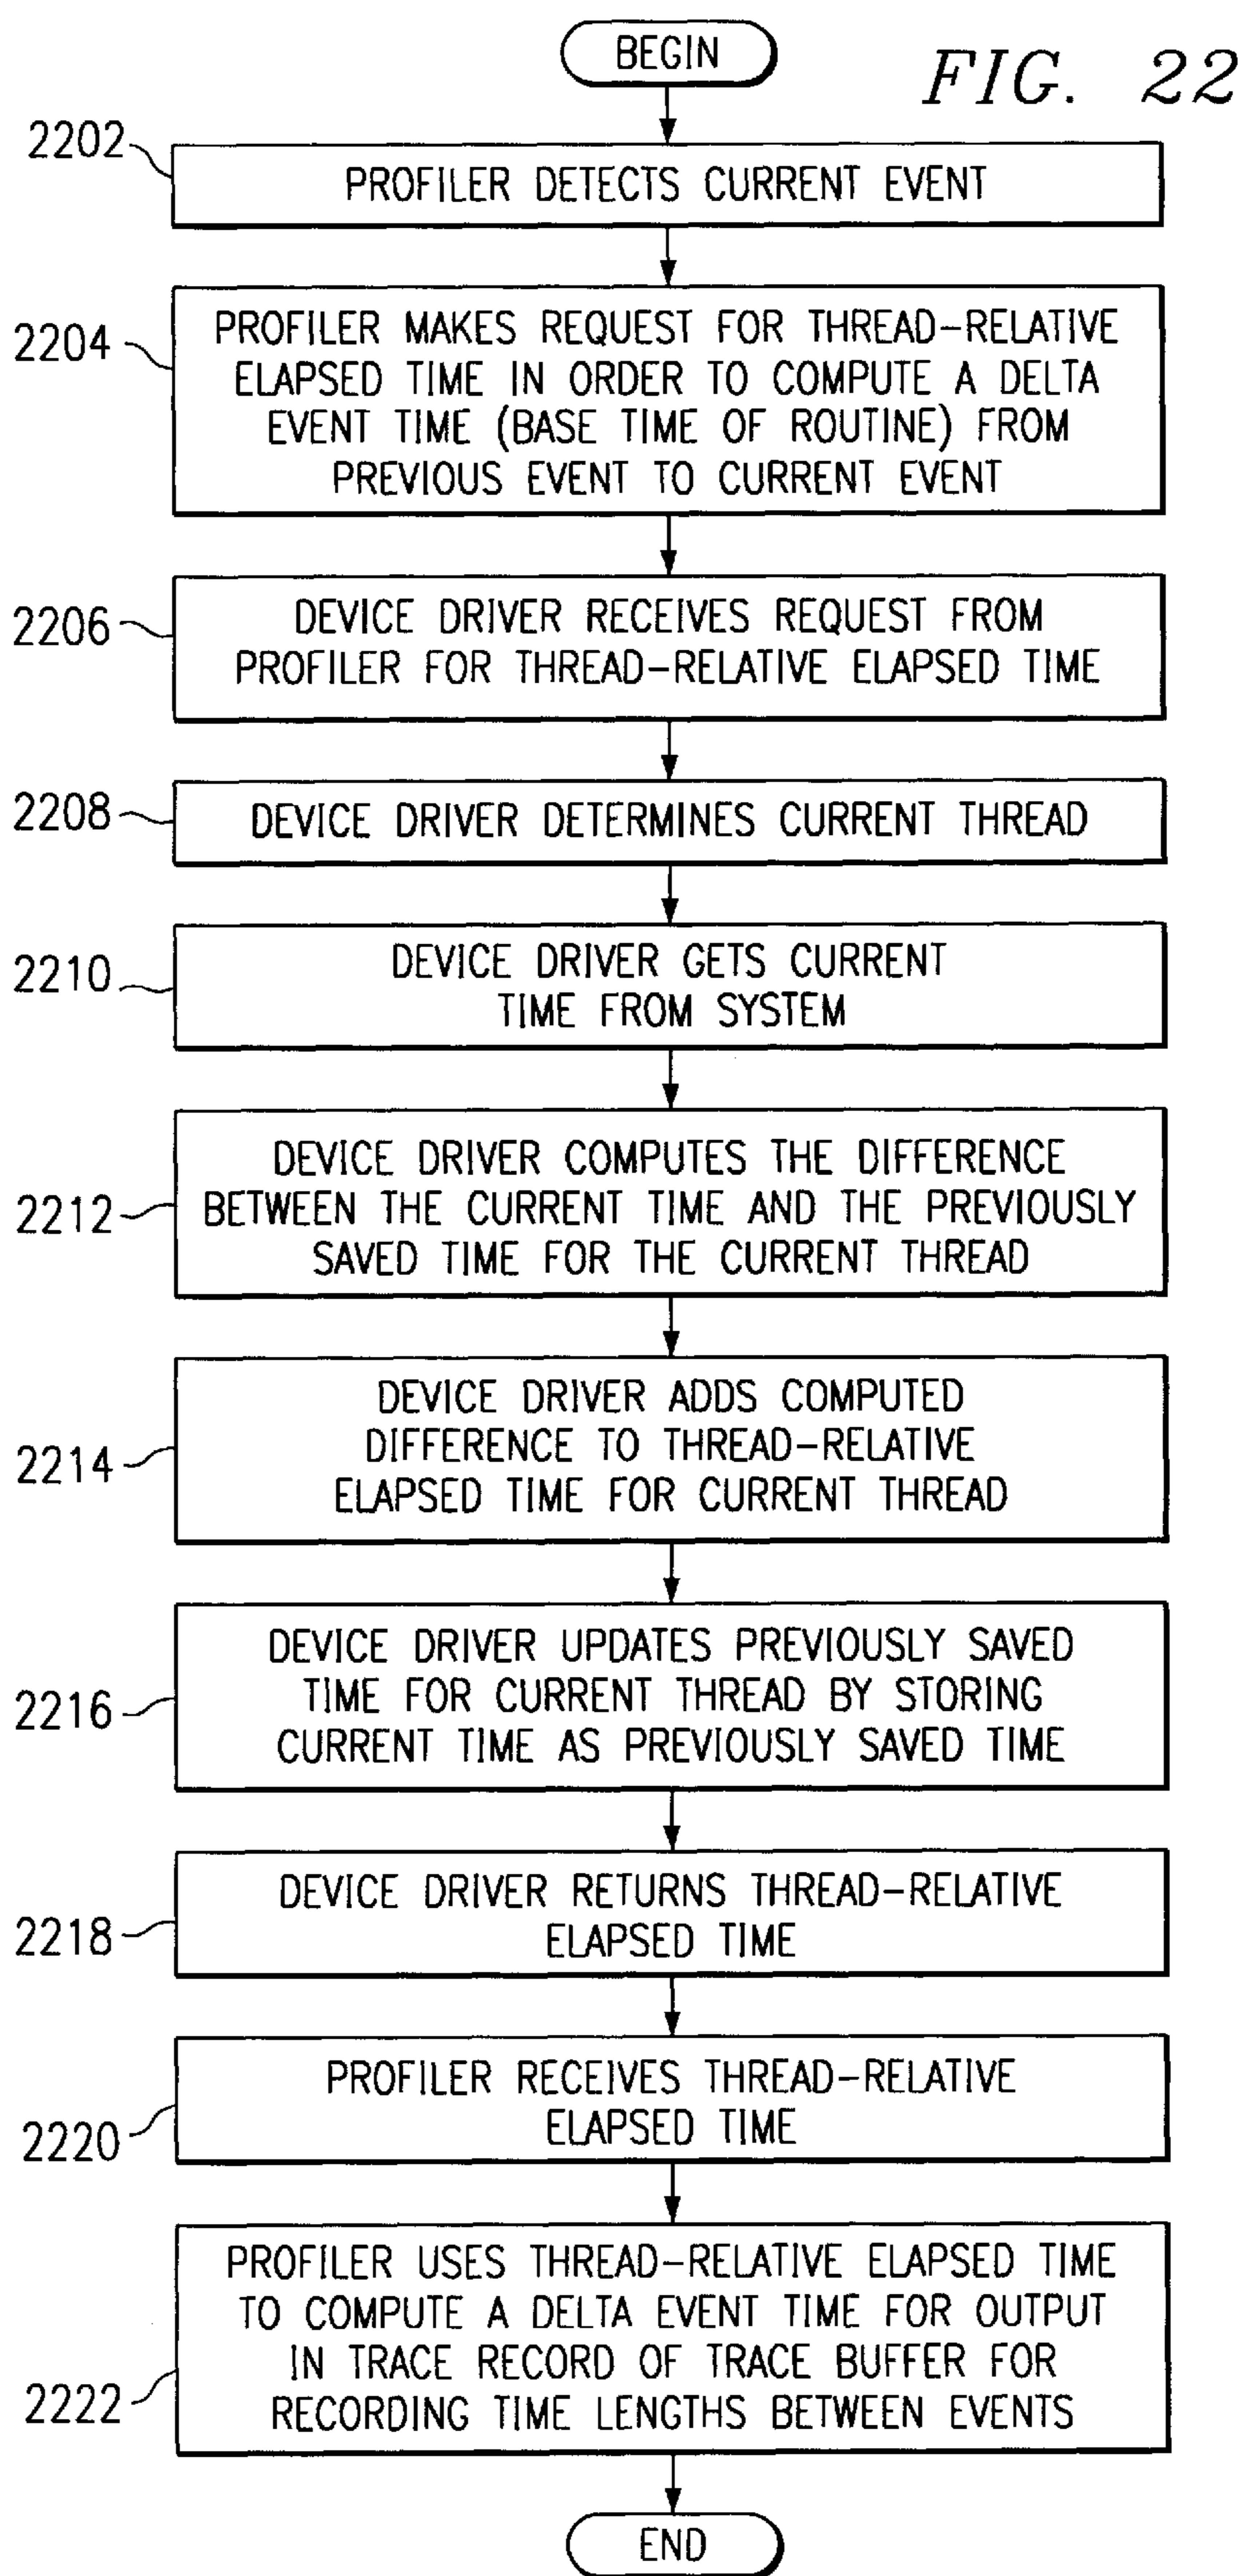 BEGIN
FIG. 22
2202
PROFILER DETECTS CURRENT EVENT
2204
PROFILER MAKES REQUEST FOR THREAD-RELATIVE
ELAPSED TIME IN ORDER TO COMPUTE A DELTA
EVENT TIME (BASE TIME OF ROUTINE) FROM
PREVIOUS EVENT TO CURRENT EVENT
2206
DEVICE DRIVER RECEIVES REQUEST FROM
PROFILER FOR THREAD-RELATIVE ELAPSED TIME
2208
DEVICE DRIVER DETERMINES CURRENT THREAD
2210
DEVICE DRIVER GETS CURRENT
TIME FROM SYSTEM
2212
DEVICE DRIVER COMPUTES THE DIFFERENCE
BETWEEN THE CURRENT TIME AND THE PREVIOUSLY
SAVED TIME FOR THE CURRENT THREAD
2214
DEVICE DRIVER ADDS COMPUTED
DIFFERENCE TO THREAD-RELATIVE
ELAPSED TIME FOR CURRENT THREAD
2216
DEVICE DRIVER UPDATES PREVIOUSLY SAVED
TIME FOR CURRENT THREAD BY STORING
CURRENT TIME AS PREVIOUSLY SAVED TIME
2218
DEVICE DRIVER RETURNS THREAD-RELATIVE
ELAPSED TIME
2220
PROFILER RECEIVES THREAD-RELATIVE
ELAPSED TIME
2222
PROFILER USES THREAD-RELATIVE ELAPSED TIME
TO COMPUTE A DELTA EVENT TIME FOR OUTPUT
IN TRACE RECORD OF TRACE BUFFER FOR
RECORDING TIME LENGTHS BETWEEN EVENTS
END